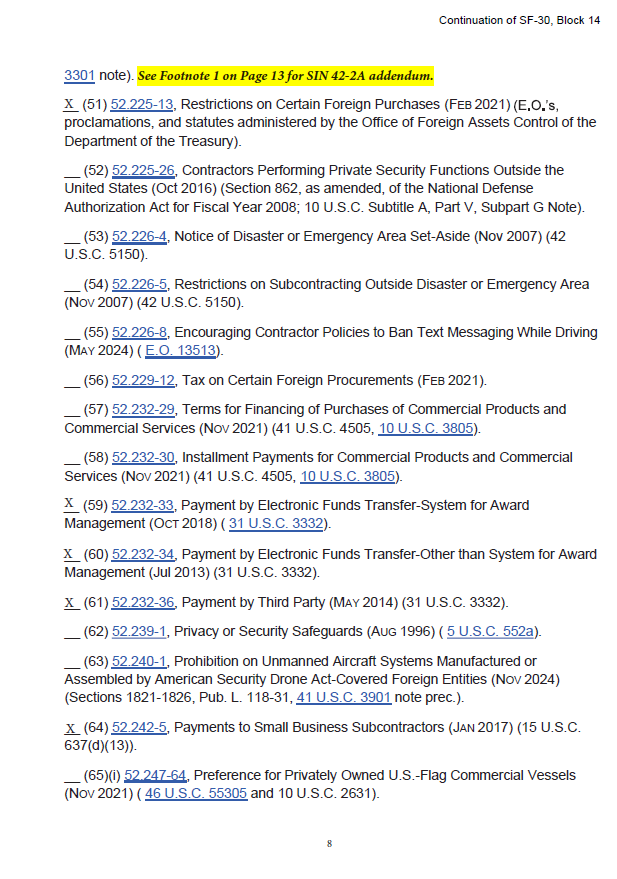 Continuation of SF-30, Block 14
3301 note). See Footnote 1 on Page 13 for SIN 42-2A addendum.
X (51) 52.225-13, Restrictions on Certain Foreign Purchases (FEB 2021) (E.O.'s,
proclamations, and statutes administered by the Office of Foreign Assets Control of the
Department of the Treasury).
__ (52) 52.225-26, Contractors Performing Private Security Functions Outside the
United States (Oct 2016) (Section 862, as amended, of the National Defense
Authorization Act for Fiscal Year 2008; 10 U.S.C. Subtitle A, Part V, Subpart G Note).
__ (53) 52.226-4, Notice of Disaster or Emergency Area Set-Aside (Nov 2007) (42
U.S.C. 5150).
__ (54) 52.226-5, Restrictions on Subcontracting Outside Disaster or Emergency Area
(NOV 2007) (42 U.S.C. 5150).
__ (55) 52.226-8, Encouraging Contractor Policies to Ban Text Messaging While Driving
(MAY 2024) ( E.O. 13513).
__ (56) 52.229-12, Tax on Certain Foreign Procurements (FEB 2021).
__ (57) 52.232-29, Terms for Financing of Purchases of Commercial Products and
Commercial Services (NOV 2021) (41 U.S.C. 4505, 10 U.S.C. 3805).
__ (58) 52.232-30, Installment Payments for Commercial Products and Commercial
Services (NOV 2021) (41 U.S.C. 4505, 10 U.S.C. 3805).
X (59) 52.232-33, Payment by Electronic Funds Transfer-System for Award
Management (OCT 2018) ( 31 U.S.C. 3332).
X (60) 52.232-34, Payment by Electronic Funds Transfer-Other than System for Award
Management (Jul 2013) (31 U.S.C. 3332).
X (61) 52.232-36, Payment by Third Party (MAY 2014) (31 U.S.C. 3332).
__ (62) 52.239-1, Privacy or Security Safeguards (AUG 1996) ( 5 U.S.C. 552a).
__ (63) 52.240-1, Prohibition on Unmanned Aircraft Systems Manufactured or
Assembled by American Security Drone Act-Covered Foreign Entities (NOV 2024)
(Sections 1821-1826, Pub. L. 118-31, 41 U.S.C. 3901 note prec.).
X (64) 52.242-5, Payments to Small Business Subcontractors (JAN 2017) (15 U.S.C.
637(d)(13)).
__ (65)(i) 52.247-64, Preference for Privately Owned U.S.-Flag Commercial Vessels
(NOV 2021) ( 46 U.S.C. 55305 and 10 U.S.C. 2631).
8